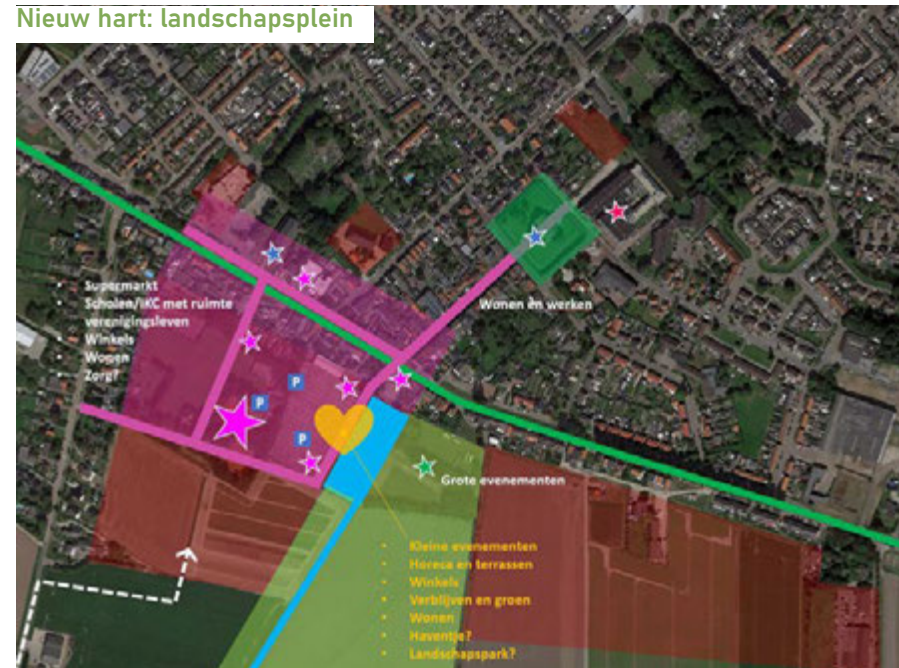 Nieuw hart: landschapsplein
• Supermarkt
• Scholen/IKC met ruimte
verenigingsleven
• Winkels
• Wonen
• Zorg?
Wonen en werken
P
P
P
Grote evenementen
• Kleine evenementen
• Horeca en terrassen
• Winkels
• Verblijven en groen
• Wonen
• Haventje?
• Landschapspark?